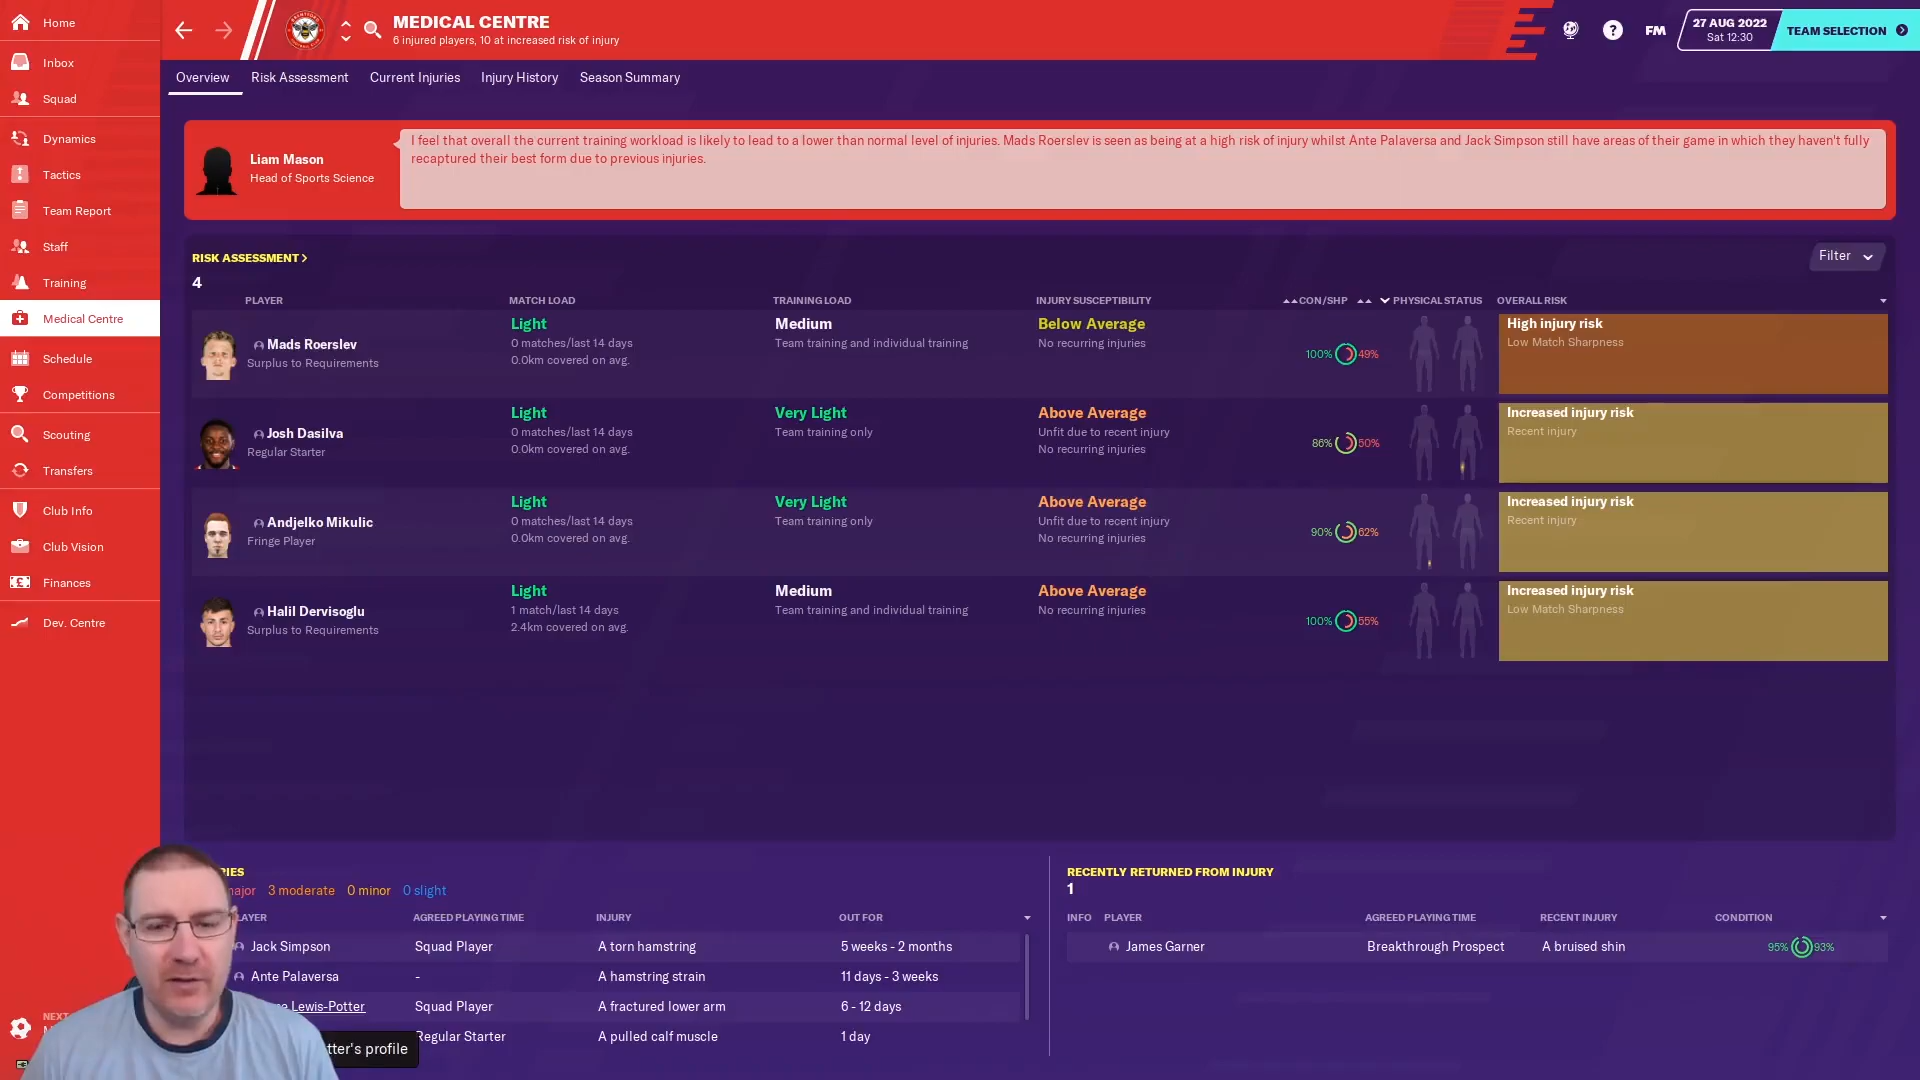 Home
Inbox
Squad
Dynamics
Tactics
Team Report
Staff
Training
Medical Centre
Schedule
Competitions
Scouting
Transfers
Club Info
Club Vision
Finances
Dev. Centre
NEXT
MEDICAL CENTRE
6 injured players, 10 at increased risk of injury
?
FM
27 AUG 2022
Sat 12:30
TEAM SELECTION
Overview Risk Assessment Current Injuries Injury History Season Summary
Liam Mason
Head of Sports Science
I feel that overall the current training workload is likely to lead to a lower than normal level of injuries. Mads Roerslev is seen as being at a high risk of injury whilst Ante Palaversa and Jack Simpson still have areas of their game in which they haven't fully
recaptured their best form due to previous injuries.
RISK ASSESSMENT >
4
Filter
PLAYER MATCH LOAD TRAINING LOAD INJURY SUSCEPTIBILITY CON/SHP PHYSICAL STATUS OVERALL RISK
Mads Roerslev
Surplus to Requirements
Light
0 matches/last 14 days
0.0km covered on avg.
Medium
Team training and individual training
Below Average
No recurring injuries
100% 49%
High injury risk
Low Match Sharpness
Josh Dasilva
Regular Starter
Light
0 matches/last 14 days
0.0km covered on avg.
Very Light
Team training only
Above Average
Unfit due to recent injury
No recurring injuries
86% 50%
Increased injury risk
Recent injury
Andjelko Mikulic
Fringe Player
Light
0 matches/last 14 days
0.0km covered on avg.
Very Light
Team training only
Above Average
Unfit due to recent injury
No recurring injuries
90% 62%
Increased injury risk
Recent injury
Halil Dervisoglu
Surplus to Requirements
Light
1 match/last 14 days
2.4km covered on avg.
Medium
Team training and individual training
Above Average
No recurring injuries
100% 55%
Increased injury risk
Low Match Sharpness
3 moderate 0 minor 0 slight
AGREED PLAYING TIME INJURY OUT FOR
Jack Simpson Squad Player A torn hamstring 5 weeks - 2 months
Ante Palaversa - A hamstring strain 11 days - 3 weeks
Lewis-Potter Squad Player A fractured lower arm 6 - 12 days
Regular Starter A pulled calf muscle 1 day
tter's profile
RECENTLY RETURNED FROM INJURY
1
INFO PLAYER AGREED PLAYING TIME RECENT INJURY CONDITION
James Garner Breakthrough Prospect A bruised shin 95% 93%